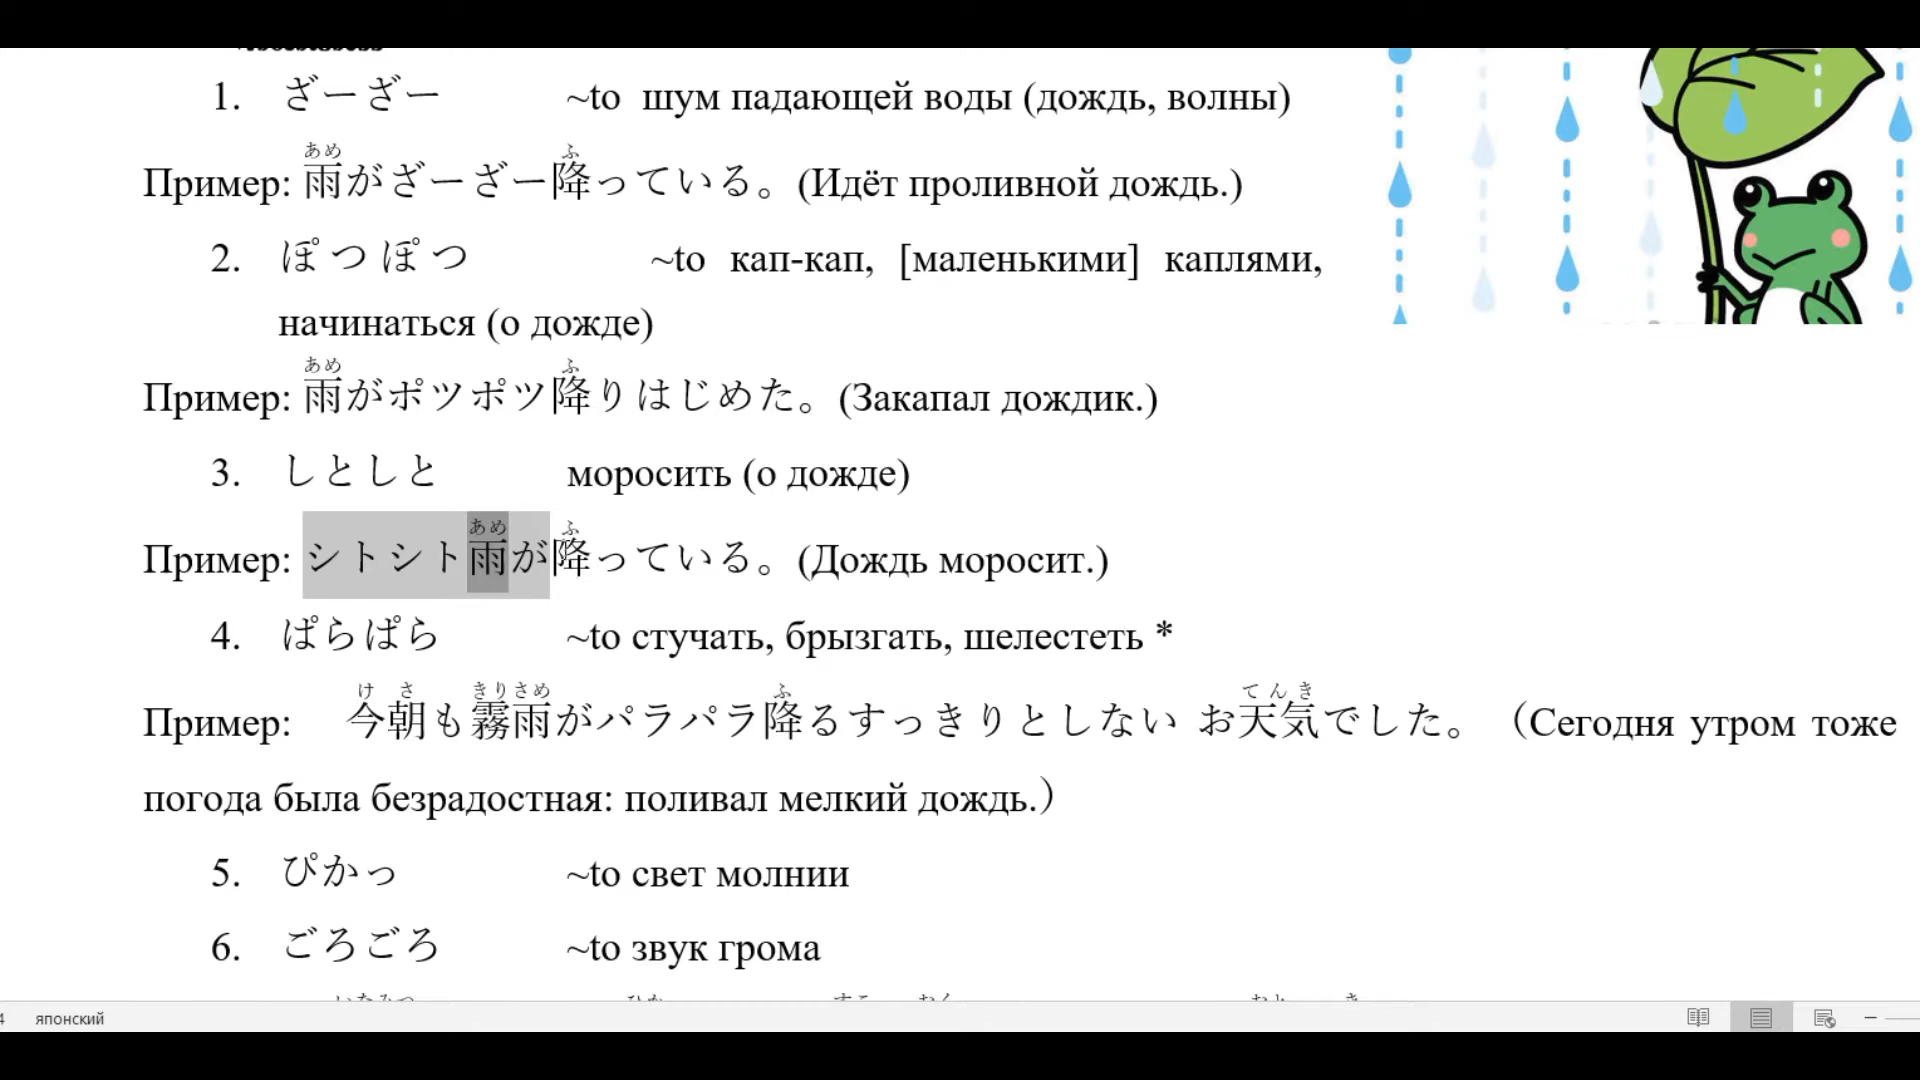 1. ざーざー ~to шум падающей воды (дождь, волны)
あめ ふ
Пример: 雨がざーざー降っている。(Идёт проливной дождь.)
2. ぽつぽつ ~to кап-кап, [маленькими] каплями,
начинаться (о дожде)
あめ ふ
Пример: 雨がポツポツ降りはじめた。(Закапал дождик.)
3. しとしと моросить (о дожде)
あめ ふ
Пример: シトシト雨が降っている。(Дождь моросит.)
4. ぱらぱら ~to стучать, брызгать, шелестеть *
けさ きりさめ ふ てんき
Пример: 今朝も霧雨がパラパラ降るすっきりとしない お天気でした。 (Сегодня утром тоже
погода была безрадостная: поливал мелкий дождь.)
5. ぴかっ ~to свет молнии
6. ごろごろ ~to звук грома
4 японский